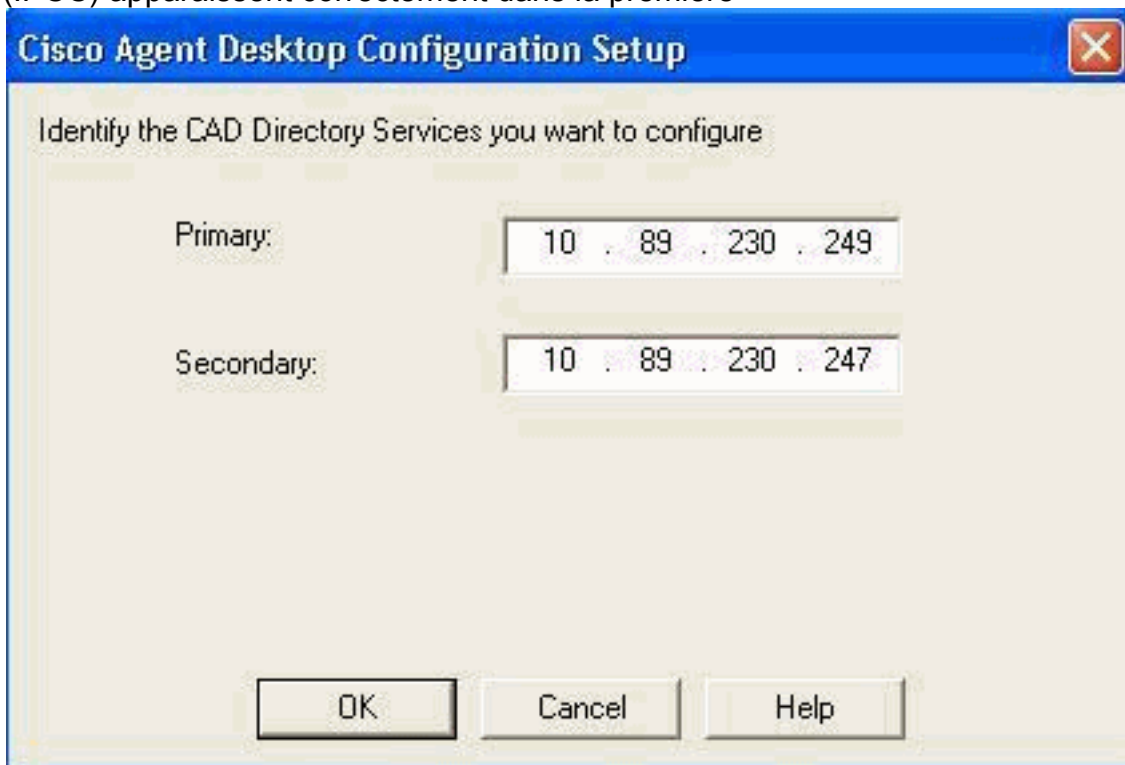 (IPCC) apparaissent correctement dans la première
Cisco Agent Desktop Configuration Setup
Identify the CAD Directory Services you want to configure
Primary: 10 . 89 . 230 . 249
Secondary: 10 . 89 . 230 . 247
OK Cancel Help